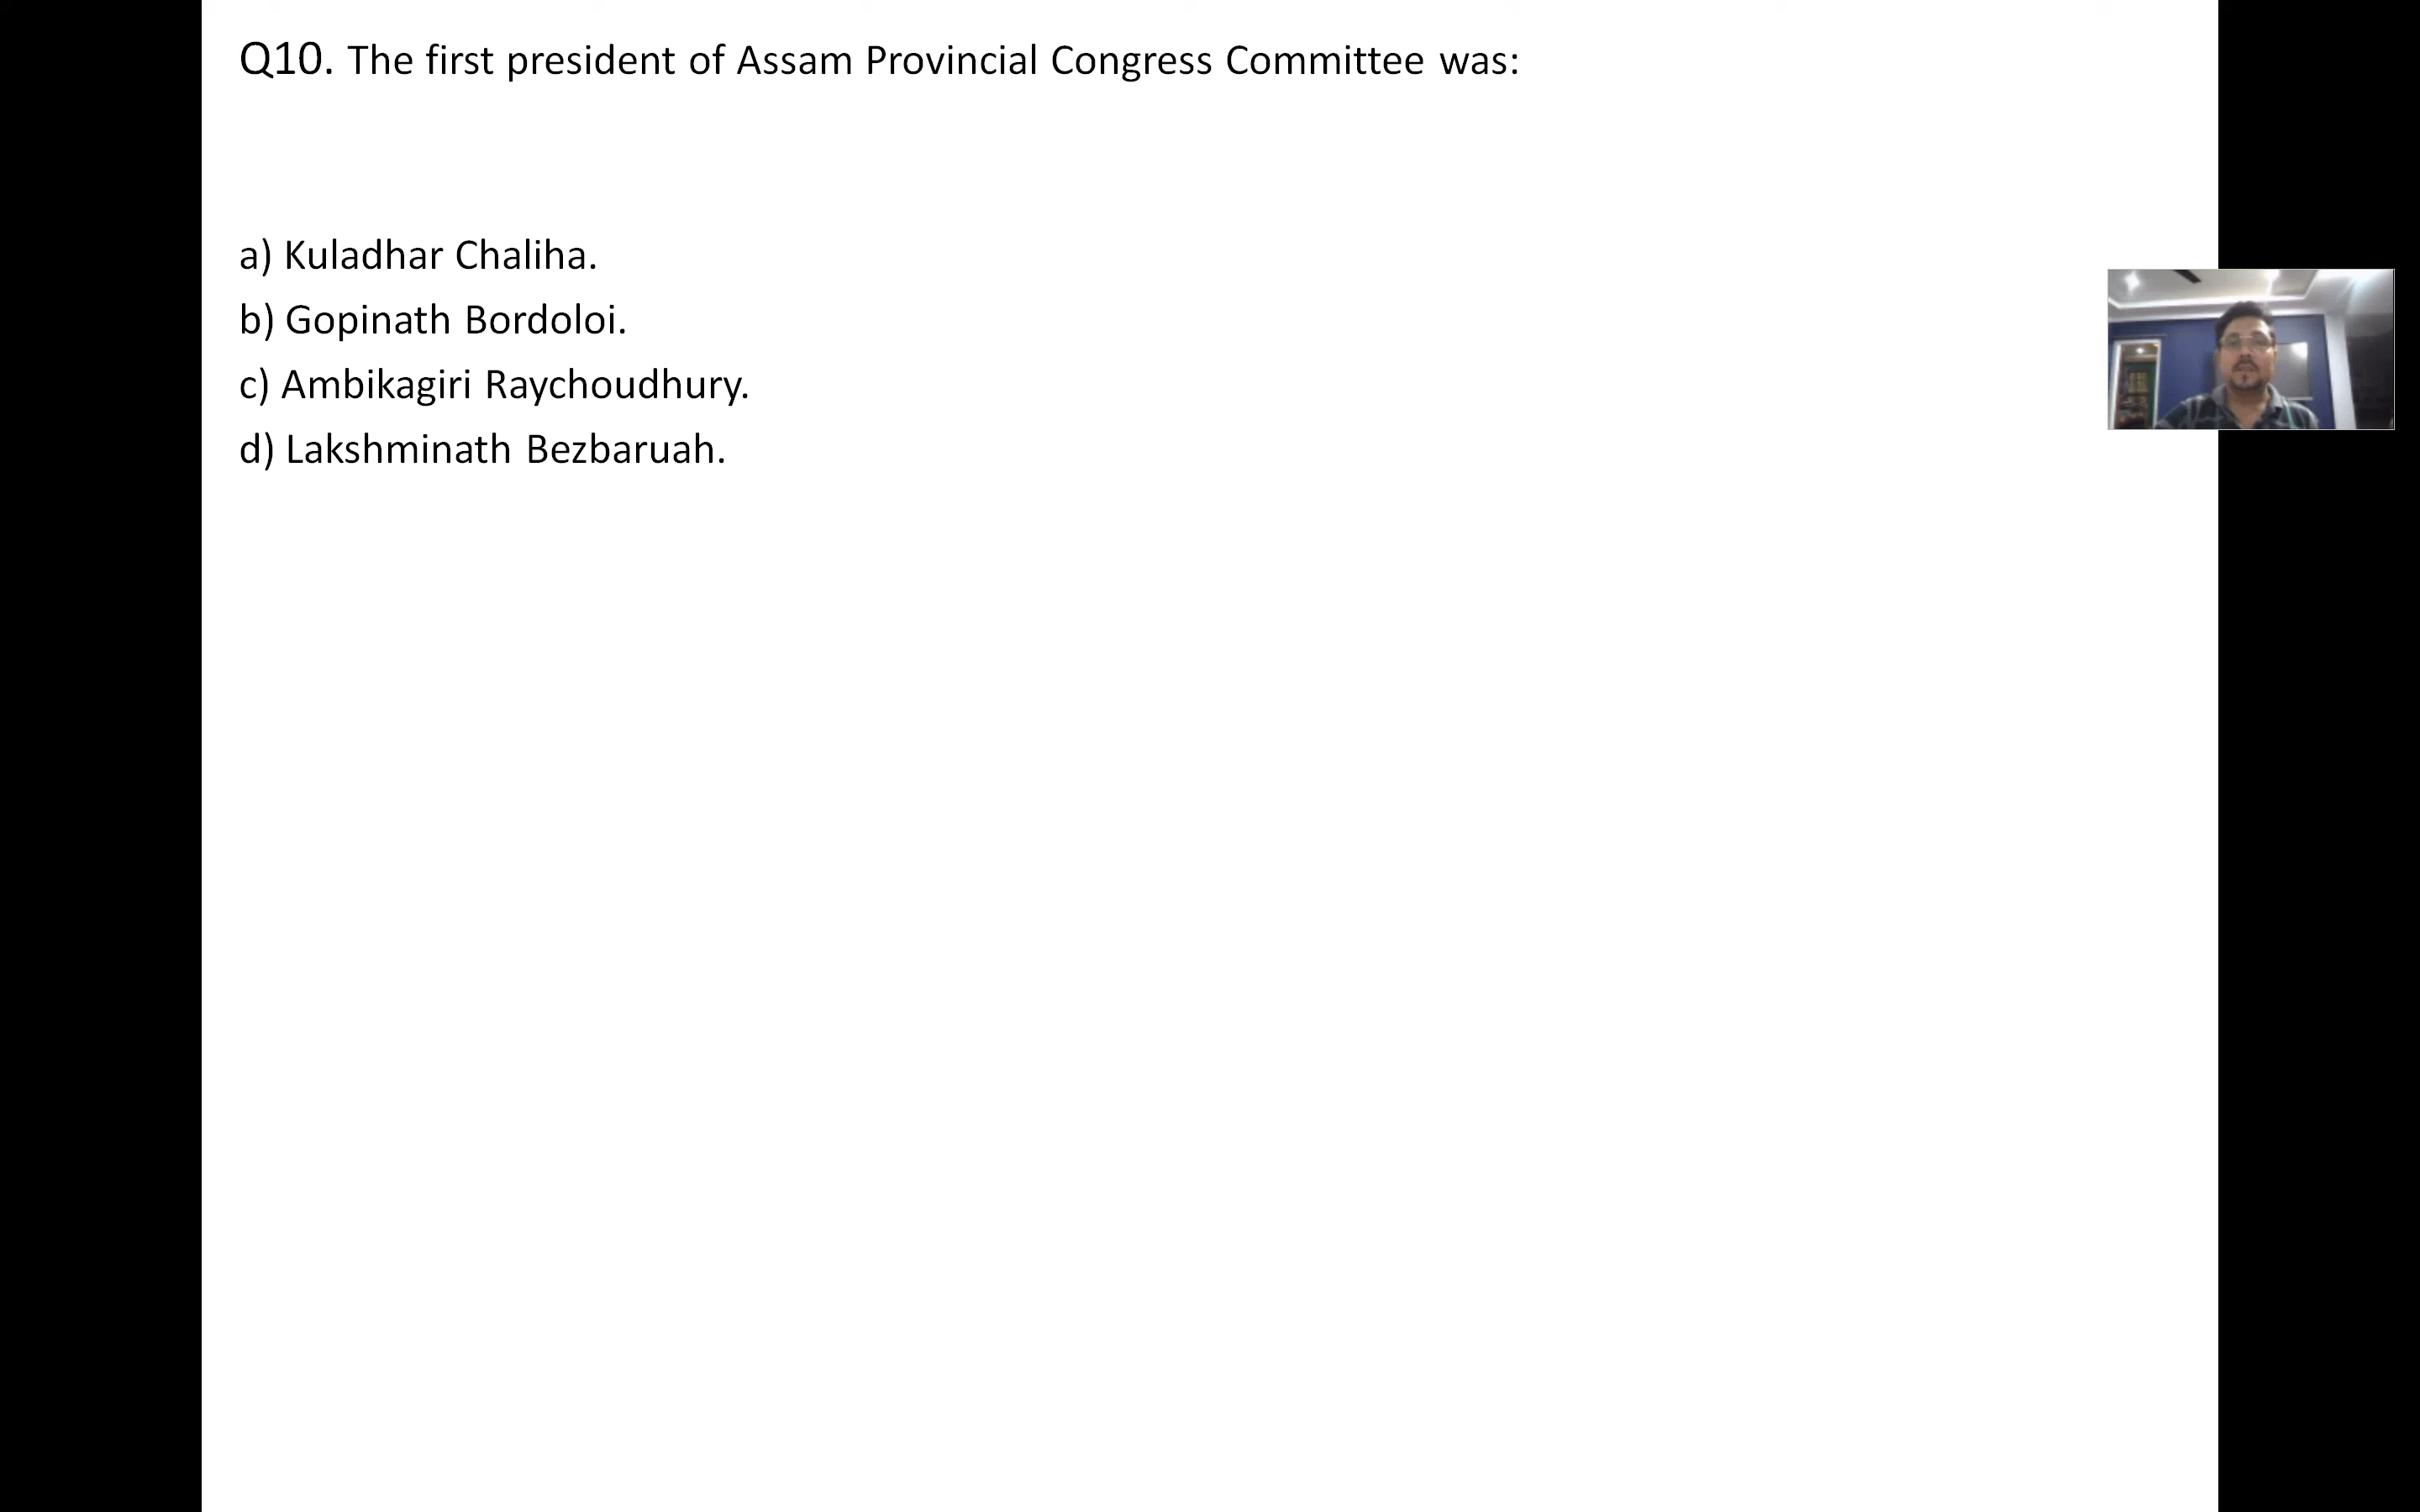 Q10. The first president of Assam Provincial Congress Committee was:
a) Kuladhar Chaliha.
b) Gopinath Bordoloi.
c) Ambikagiri Raychoudhury.
d) Lakshminath Bezbaruah.